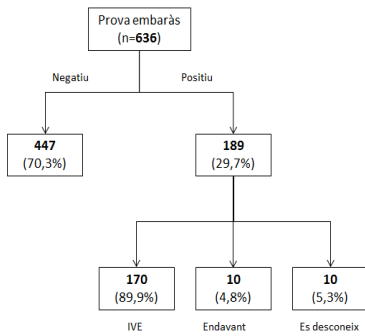 Prova embaràs
(n=636)
Negatiu
Positiu
447
(70,3%)
189
(29,7%)
170
(89,9%)
10
(4,8%)
10
(5,3%)
IVE
Endavant
Es desconeix